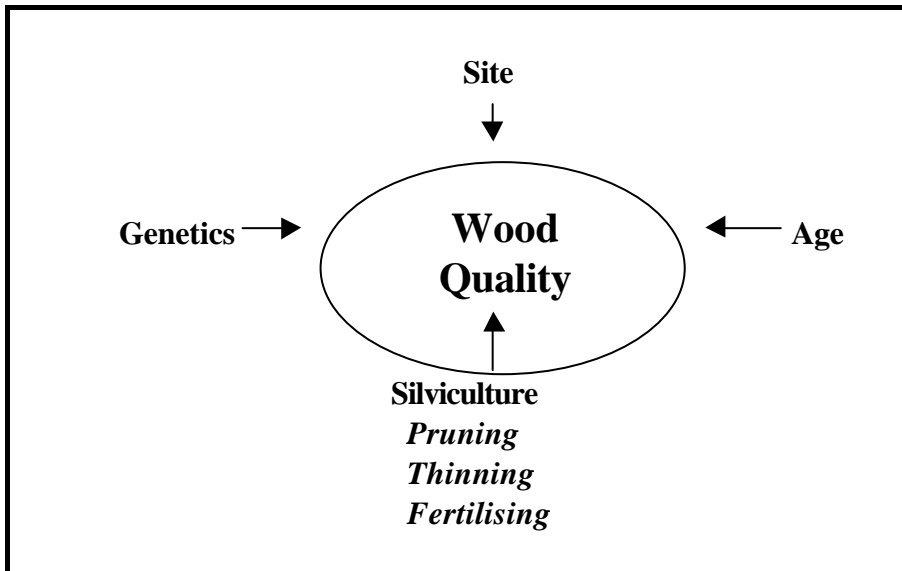 Site
Genetics
Wood
Quality
Age
Silviculture
Pruning
Thinning
Fertilising